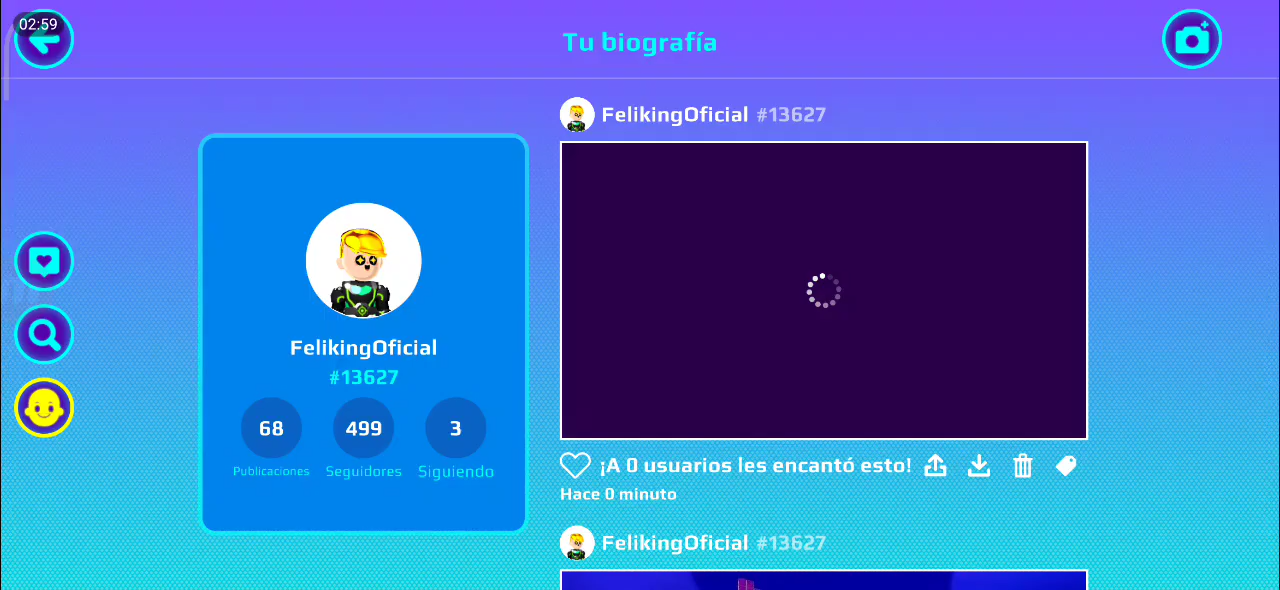 02:59
Tu biografía
FelikingOficial #13627
FelikingOficial
#13627
68 499 3
Publicaciones Seguidores Siguiendo
¡A 0 usuarios les encantó esto!
Hace 0 minuto
FelikingOficial #13627